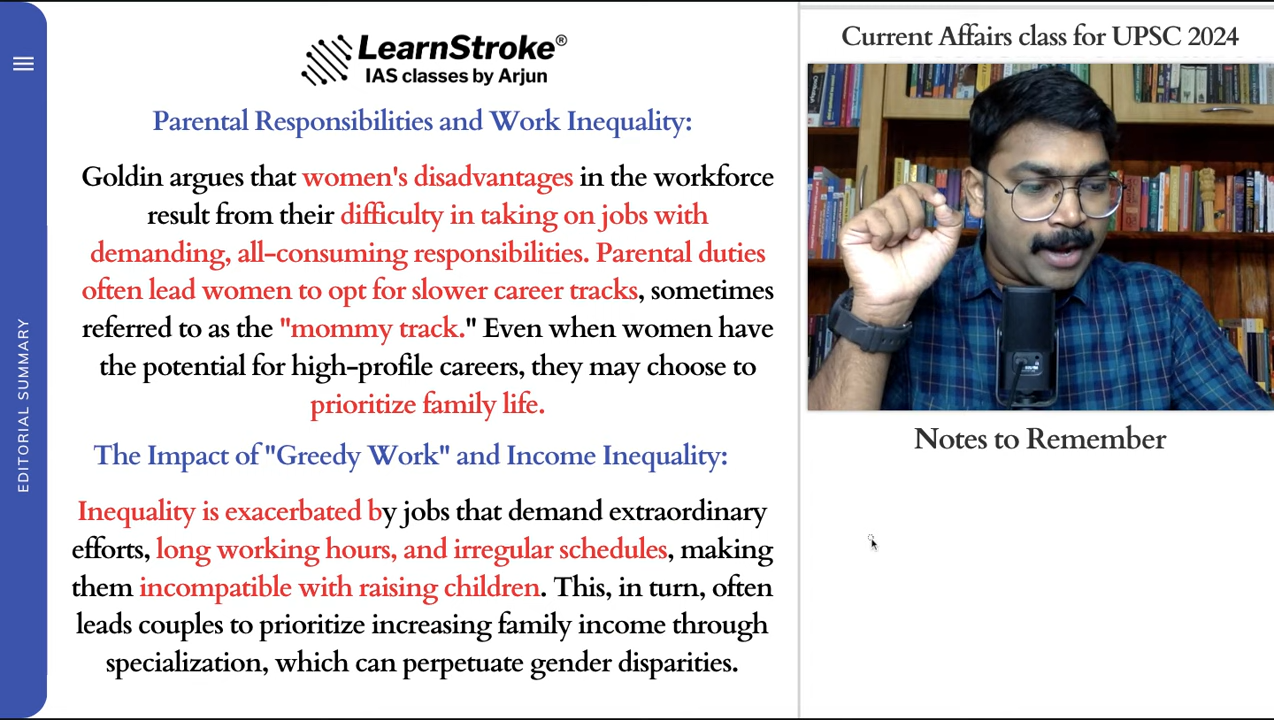 LearnStroke®
IAS classes by Arjun
Parental Responsibilities and Work Inequality:
Goldin argues that women's disadvantages in the workforce
result from their difficulty in taking on jobs with
demanding, all-consuming responsibilities. Parental duties
often lead women to opt for slower career tracks, sometimes
referred to as the "mommy track." Even when women have
the potential for high-profile careers, they may choose to
prioritize family life.
The Impact of "Greedy Work" and Income Inequality:
Inequality is exacerbated by jobs that demand extraordinary
efforts, long working hours, and irregular schedules, making
them incompatible with raising children. This, in turn, often
leads couples to prioritize increasing family income through
specialization, which can perpetuate gender disparities.
EDITORIAL SUMMARY
Current Affairs class for UPSC 2024
Notes to Remember